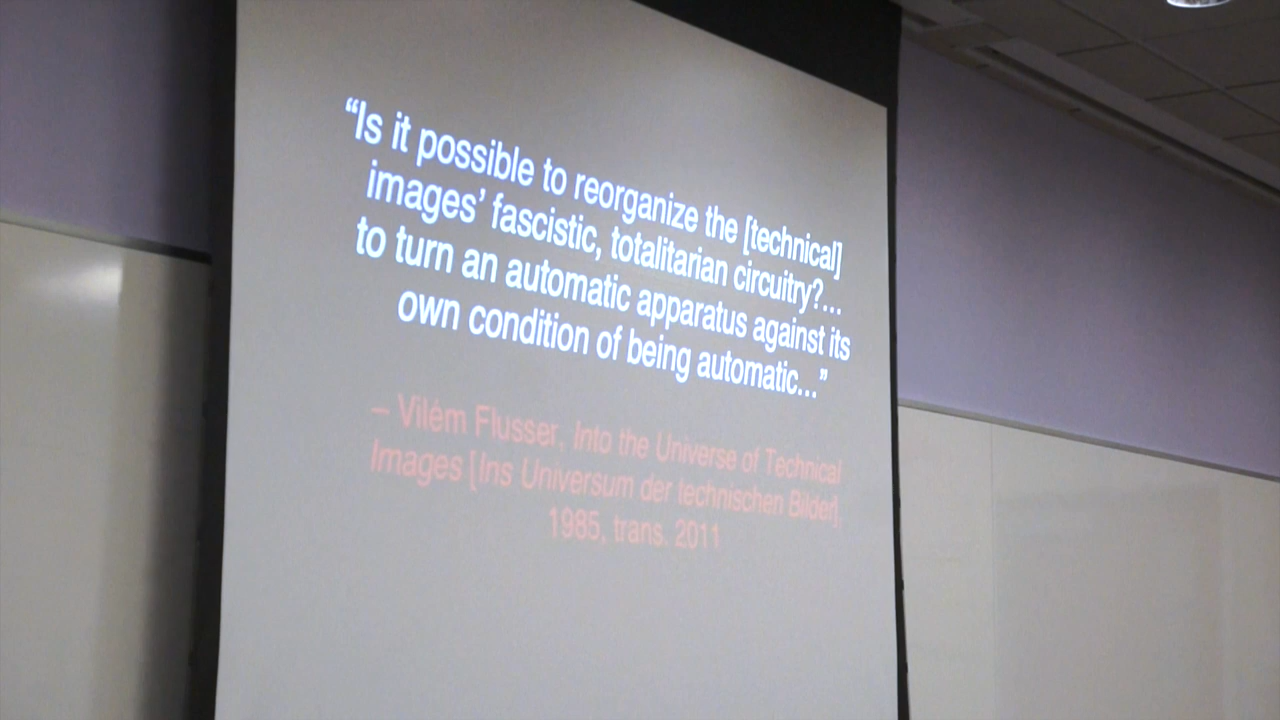 “Is it possible to reorganize the [technical]
images’ fascistic, totalitarian circuitry?...
to turn an automatic apparatus against its
own condition of being automatic...”
– Vilém Flusser, Into the Universe of Technical
Images [Ins Universum der technischen Bilder],
1985, trans. 2011